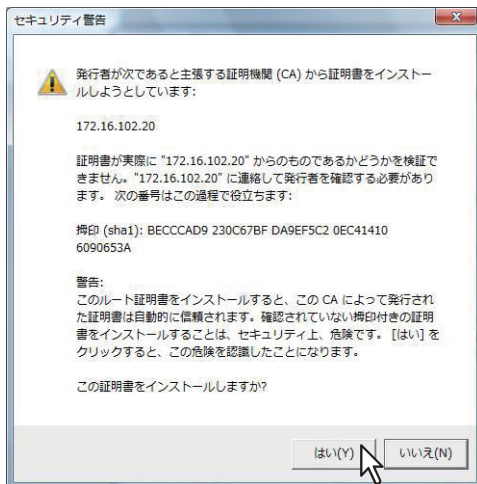 セキュリティ警告
発行者が次であると主張する証明機関 (CA) から証明書をインストー
ルしようとしています:
172.16.102.20
証明書が実際に "172.16.102.20" からのものであるかどうかを検証で
きません。"172.16.102.20" に連絡して発行者を確認する必要があり
ます。 次の番号はこの過程で役立ちます:
拇印 (sha1): BECCCAD9 230C67BF DA9EF5C2 0EC41410
6090653A
警告:
このルート証明書をインストールすると、この CA によって発行され
た証明書は自動的に信頼されます。確認されていない拇印付きの証明
書をインストールすることは、セキュリティ上、危険です。 [はい] を
クリックすると、この危険を認識したことになります。
この証明書をインストールしますか?
はい(Y) いいえ(N)